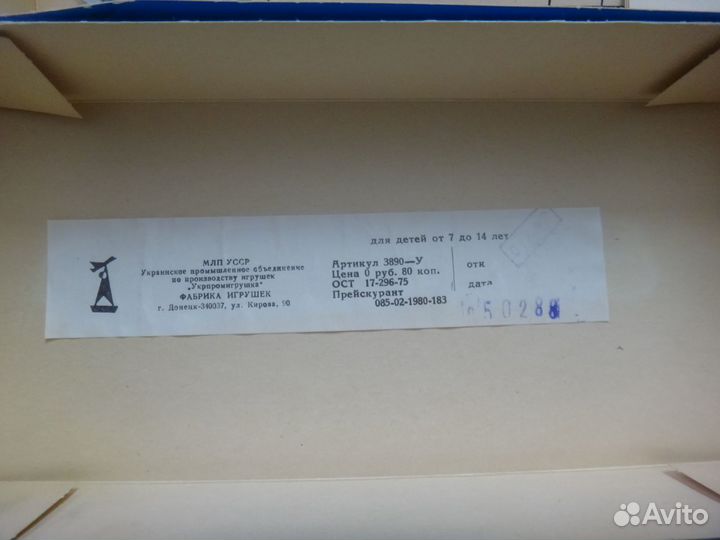 для детей от 7 до 14 лет
МЛП УССР
Украинское промышленное объединение
по производству игрушек
„Укрпромигрушка“
ФАБРИКА ИГРУШЕК
г. Донецк-340037, ул. Кирова, 90
Артикул 3890—У
Цена 0 руб. 80 коп.
ОСТ 17-296-75
Прейскурант
085-02-1980-183
отк
дата
50288
Avito